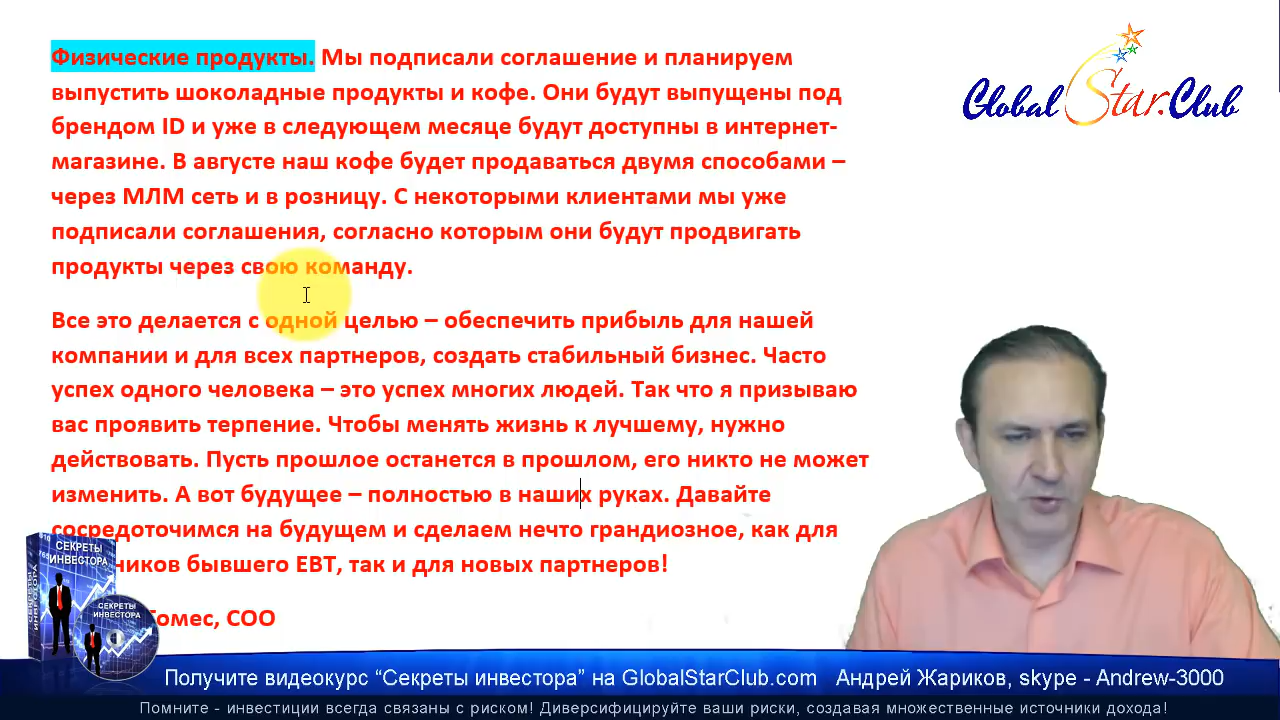 Физические продукты. Мы подписали соглашение и планируем
выпустить шоколадные продукты и кофе. Они будут выпущены под
брендом ID и уже в следующем месяце будут доступны в интернет-
магазине. В августе наш кофе будет продаваться двумя способами –
через МЛМ сеть и в розницу. С некоторыми клиентами мы уже
подписали соглашения, согласно которым они будут продвигать
продукты через свою команду.
Все это делается с одной целью – обеспечить прибыль для нашей
компании и для всех партнеров, создать стабильный бизнес. Часто
успех одного человека – это успех многих людей. Так что я призываю
вас проявить терпение. Чтобы менять жизнь к лучшему, нужно
действовать. Пусть прошлое останется в прошлом, его никто не может
изменить. А вот будущее – полностью в наших руках. Давайте
сосредоточимся на будущем и сделаем нечто грандиозное, как для
бывшего ЕВТ, так и для новых партнеров!
Гомес, СОО
Global Star.Club
СЕКРЕТЫ
ИНВЕСТОРА
СЕКРЕТЫ
ИНВЕСТОРА
Получите видеокурс “Секреты инвестора” на GlobalStarClub.com Андрей Жариков, skype - Andrew-3000
Помните - инвестиции всегда связаны с риском! Диверсифицируйте ваши риски, создавая множественные источники дохода!